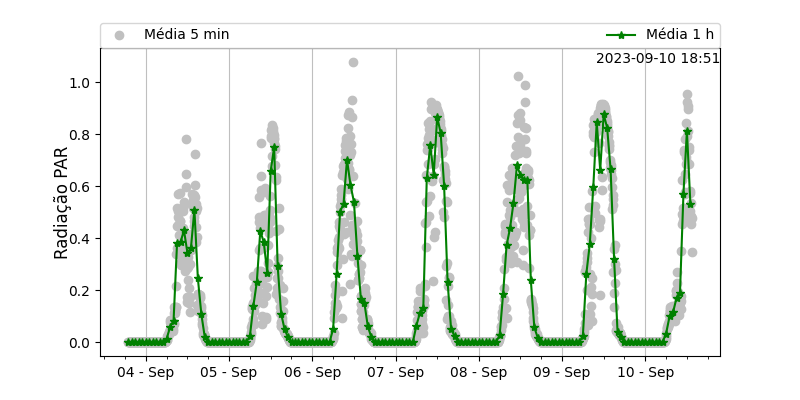 Média 5 min
Média 1 h
2023-09-10 18:51
Radiação PAR
1.0
0.8
0.6
0.4
0.2
0.0
04 - Sep
05 - Sep
06 - Sep
07 - Sep
08 - Sep
09 - Sep
10 - Sep